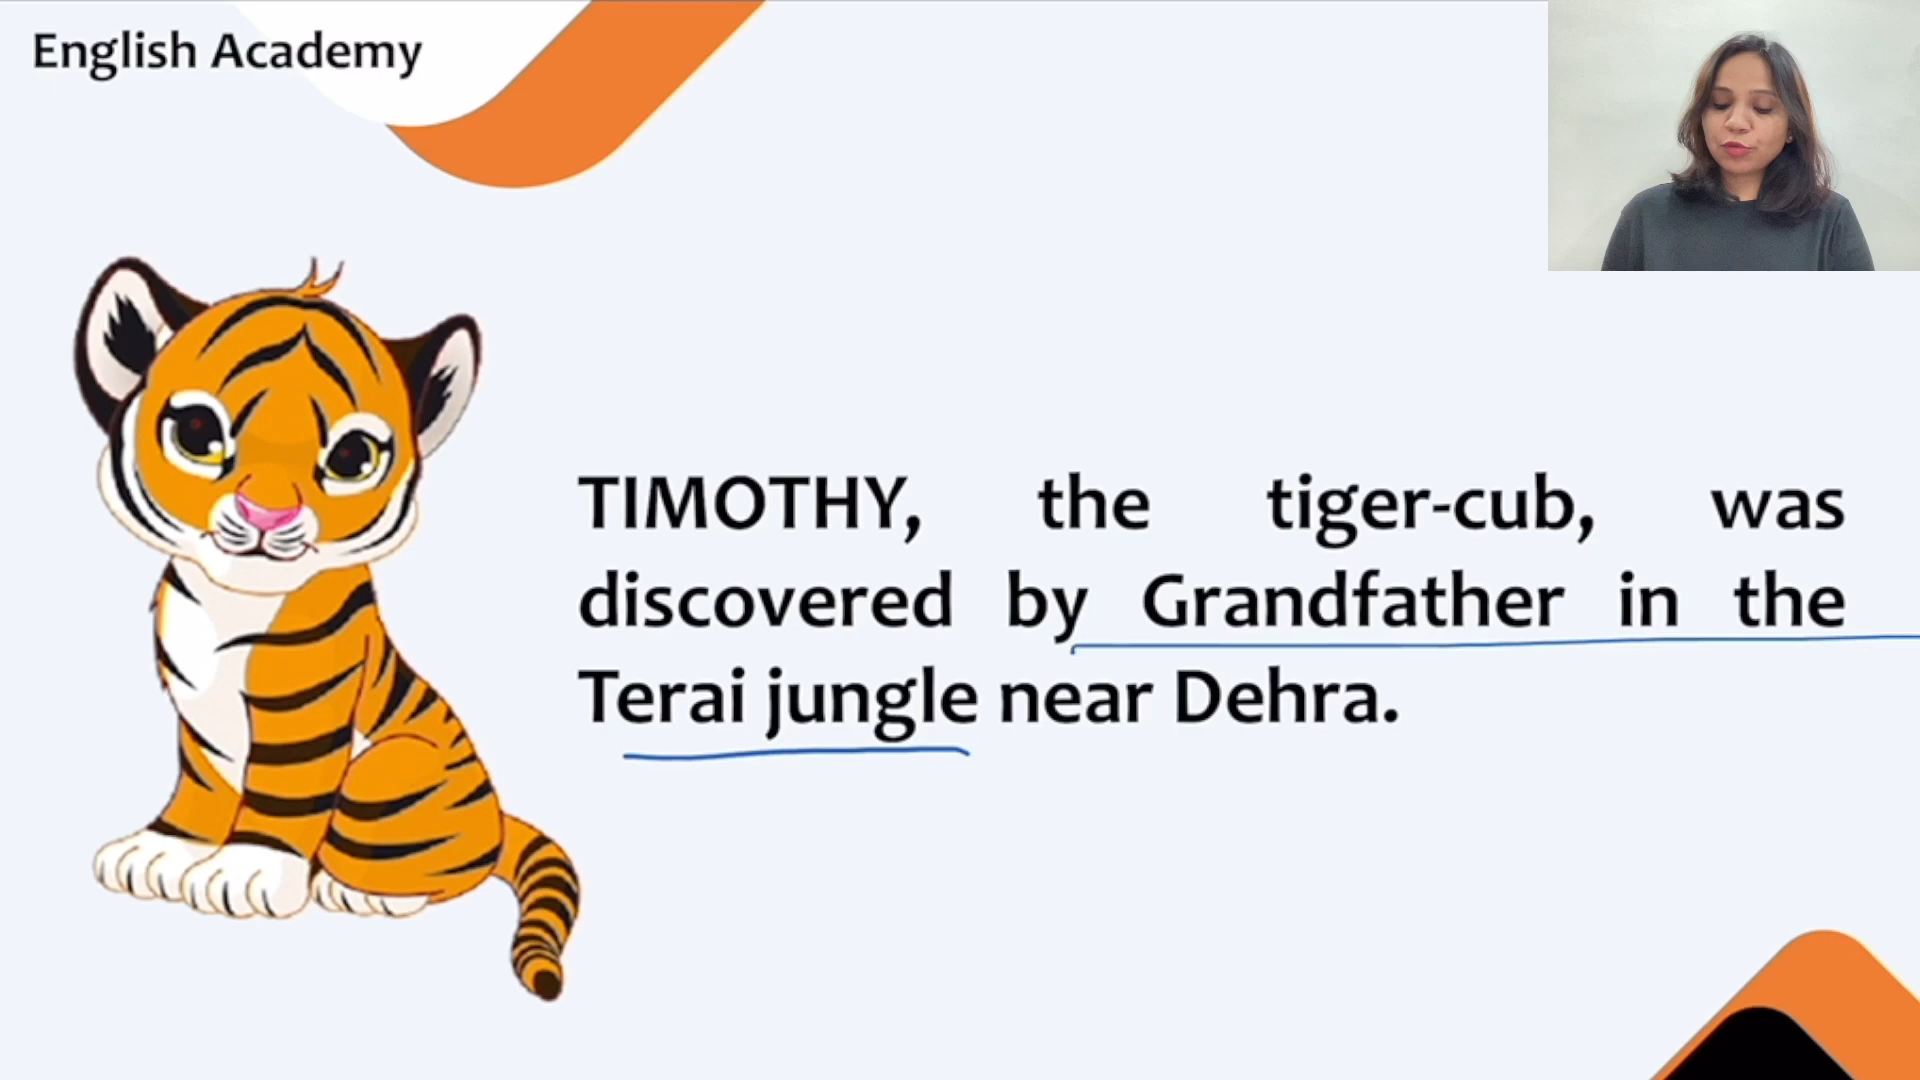 English Academy
TIMOTHY, the tiger-cub, was
discovered by Grandfather in the
Terai jungle near Dehra.